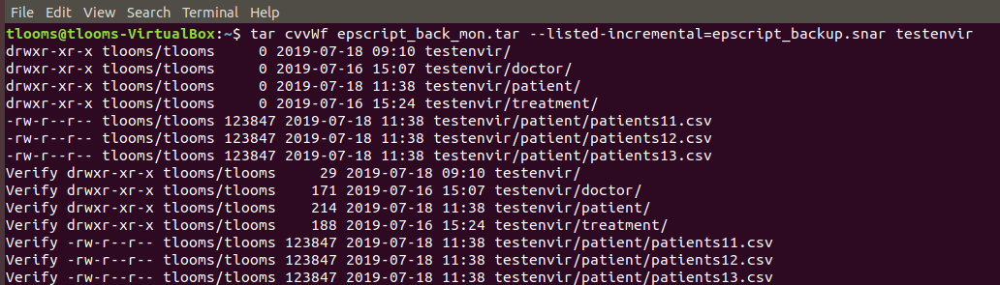 File Edit View Search Terminal Help
tlooms@tlooms-VirtualBox:~$ tar cvvWf epscript_back_mon.tar --listed-incremental=epscript_backup.snar testenvir
drwxr-xr-x tlooms/tlooms     0 2019-07-18 09:10 testenvir/
drwxr-xr-x tlooms/tlooms     0 2019-07-16 15:07 testenvir/doctor/
drwxr-xr-x tlooms/tlooms     0 2019-07-18 11:38 testenvir/patient/
drwxr-xr-x tlooms/tlooms     0 2019-07-16 15:24 testenvir/treatment/
-rw-r--r-- tlooms/tlooms 123847 2019-07-18 11:38 testenvir/patient/patients11.csv
-rw-r--r-- tlooms/tlooms 123847 2019-07-18 11:38 testenvir/patient/patients12.csv
-rw-r--r-- tlooms/tlooms 123847 2019-07-18 11:38 testenvir/patient/patients13.csv
Verify drwxr-xr-x tlooms/tlooms     29 2019-07-18 09:10 testenvir/
Verify drwxr-xr-x tlooms/tlooms    171 2019-07-16 15:07 testenvir/doctor/
Verify drwxr-xr-x tlooms/tlooms    214 2019-07-18 11:38 testenvir/patient/
Verify drwxr-xr-x tlooms/tlooms    188 2019-07-16 15:24 testenvir/treatment/
Verify -rw-r--r-- tlooms/tlooms 123847 2019-07-18 11:38 testenvir/patient/patients11.csv
Verify -rw-r--r-- tlooms/tlooms 123847 2019-07-18 11:38 testenvir/patient/patients12.csv
Verify -rw-r--r-- tlooms/tlooms 123847 2019-07-18 11:38 testenvir/patient/patients13.csv